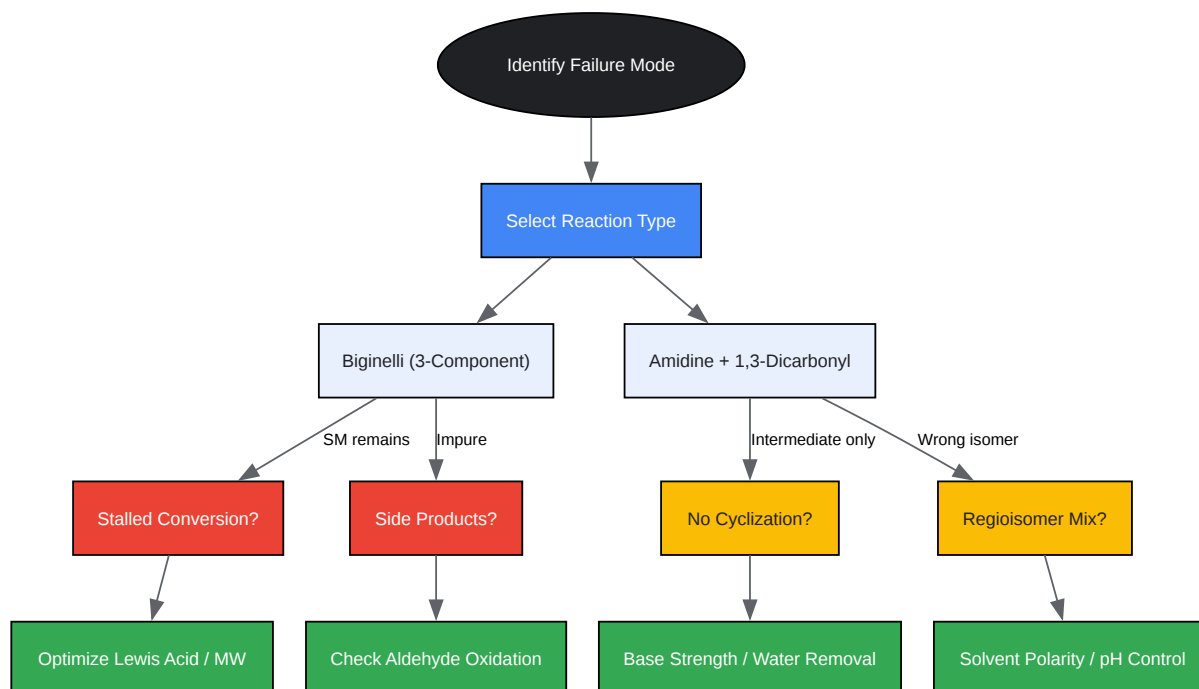 Identify Failure Mode
Select Reaction Type
Biginelli (3-Component)
Amidine + 1,3-Dicarbonyl
SM remains
Impure
Intermediate only
Wrong isomer
Stalled Conversion?
Side Products?
No Cyclization?
Regioisomer Mix?
Optimize Lewis Acid / MW
Check Aldehyde Oxidation
Base Strength / Water Removal
Solvent Polarity / pH Control